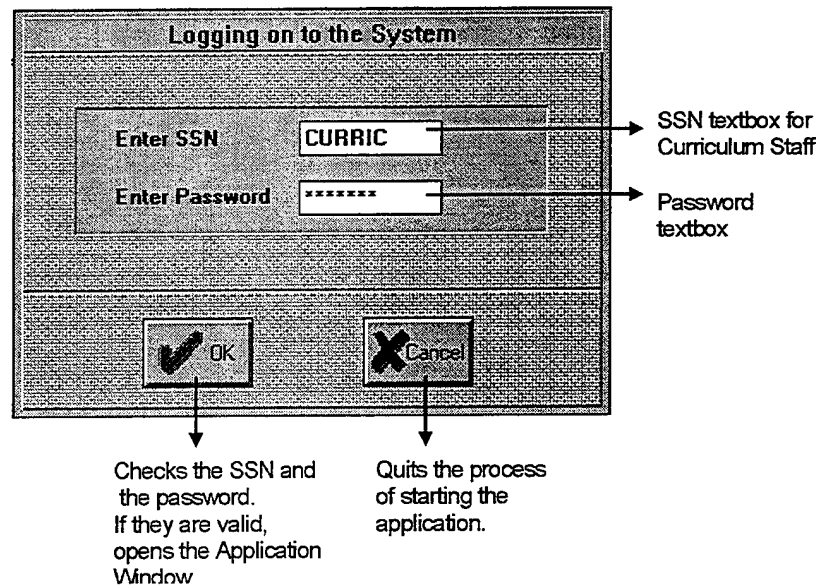 Logging on to the System
Enter SSN
CURRIC
SSN textbox for
Curriculum Staff
Enter Password
*******
Password
textbox
OK
Cancel
Checks the SSN and
the password.
If they are valid,
opens the Application
Window
Quits the process
of starting the
application.